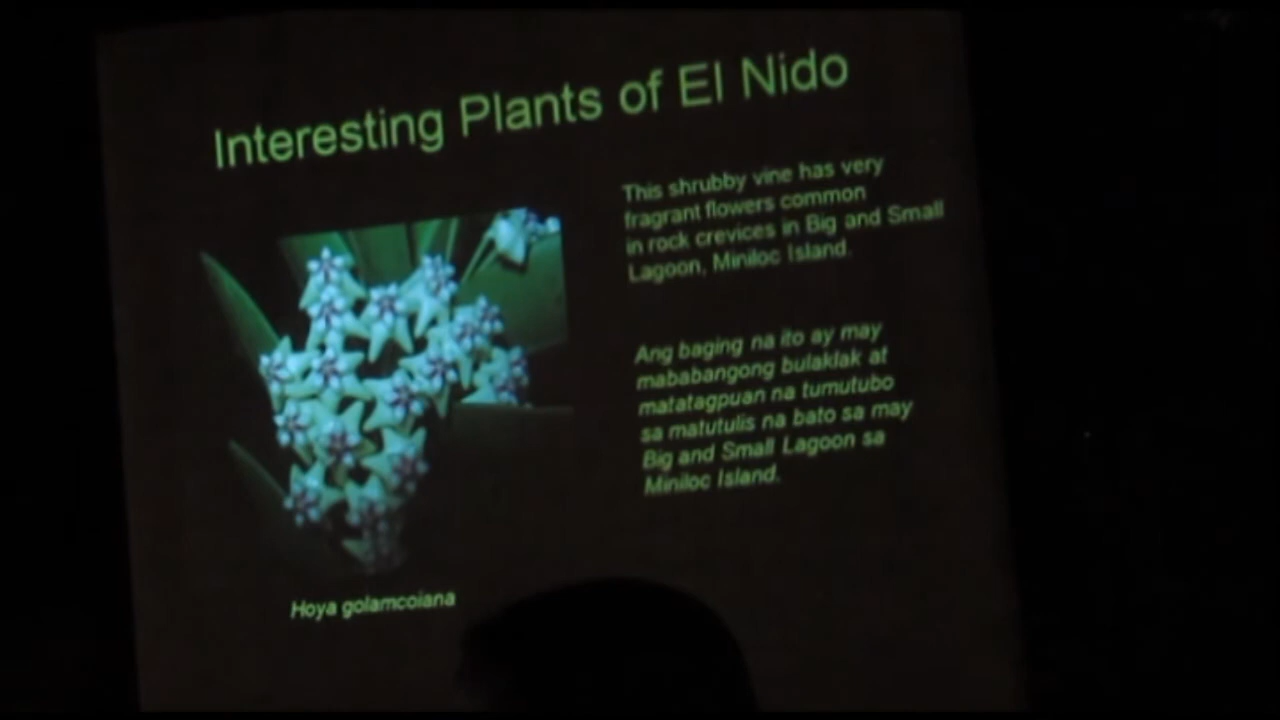 Interesting Plants of El Nido
This shrubby vine has very
fragrant flowers common
in rock crevices in Big and Small
Lagoon, Miniloc Island.
Ang baging na ito ay may
mababangong bulaklak at
matatagpuan na tumutubo
sa matutulis na bato sa may
Big and Small Lagoon sa
Miniloc Island.
Hoya golamcoiana